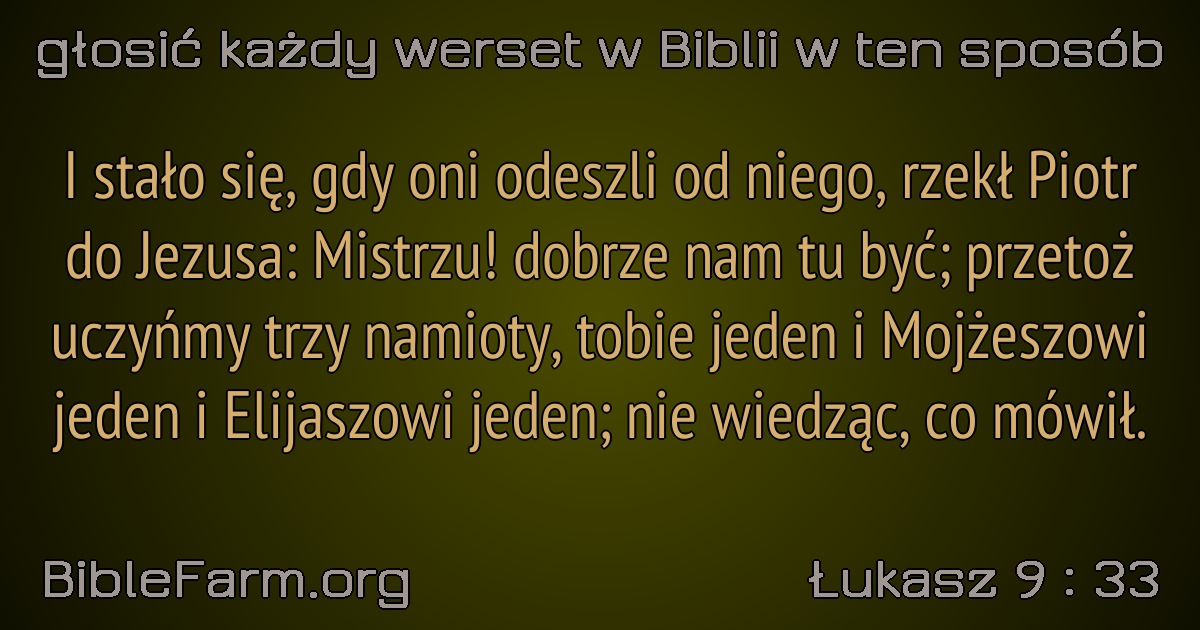 głosić każdy werset w Biblii w ten sposób
I stało się, gdy oni odeszli od niego, rzekł Piotr
do Jezusa: Mistrzu! dobrze nam tu być; przetoż
uczyńmy trzy namioty, tobie jeden i Mojżeszowi
jeden i Elijaszowi jeden; nie wiedząc, co mówił.
BibleFarm.org
Łukasz 9 : 33